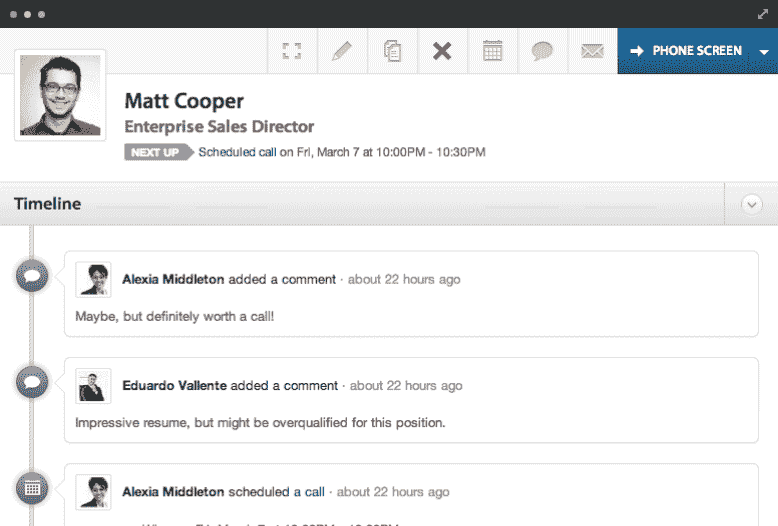 PHONE SCREEN
Matt Cooper
Enterprise Sales Director
NEXT UP Scheduled call on Fri, March 7 at 10:00PM - 10:30PM
Timeline
Alexia Middleton added a comment · about 22 hours ago
Maybe, but definitely worth a call!
Eduardo Vallente added a comment · about 22 hours ago
Impressive resume, but might be overqualified for this position.
Alexia Middleton scheduled a call · about 22 hours ago